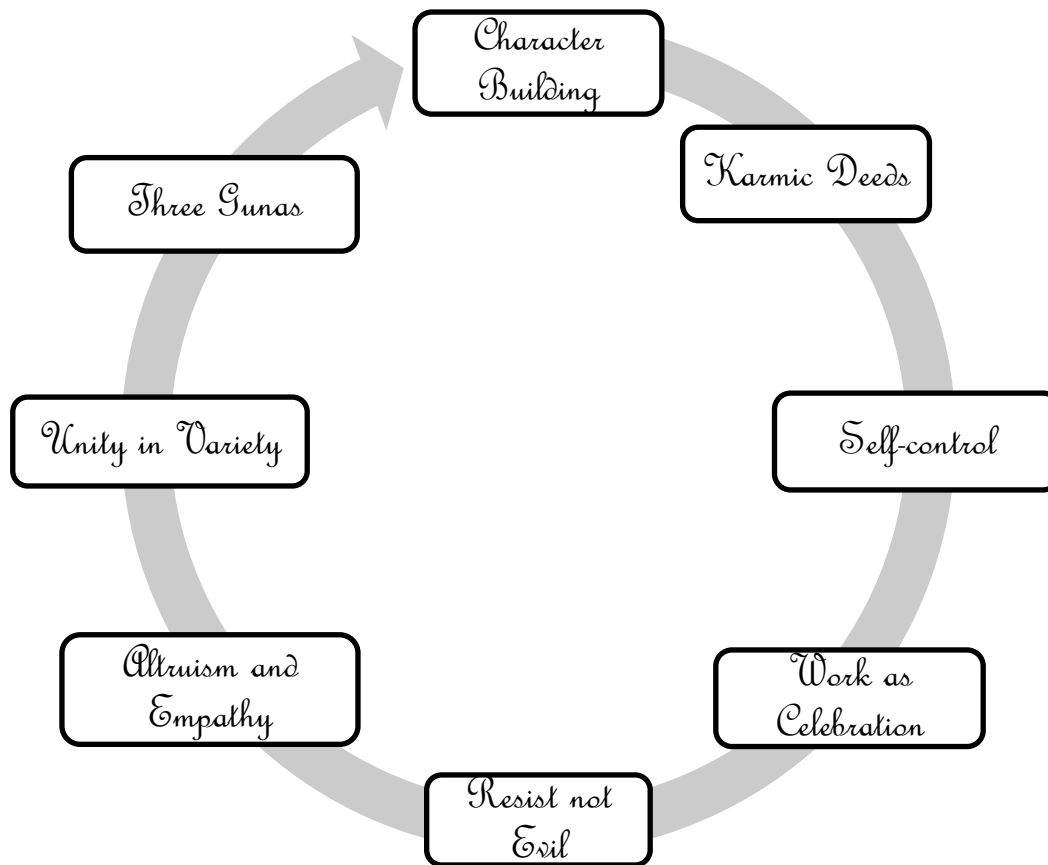 Character
Building
Karmic Deeds
Self-control
Work as
Celebration
Resist not
Evil
Altruism and
Empathy
Unity in Variety
Three Gunas